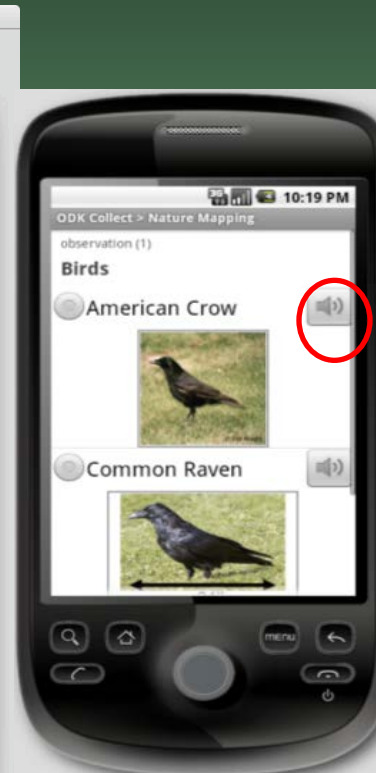 10:19 PM
ODK Collect > Nature Mapping
observation (1)
Birds
American Crow
Common Raven
menu